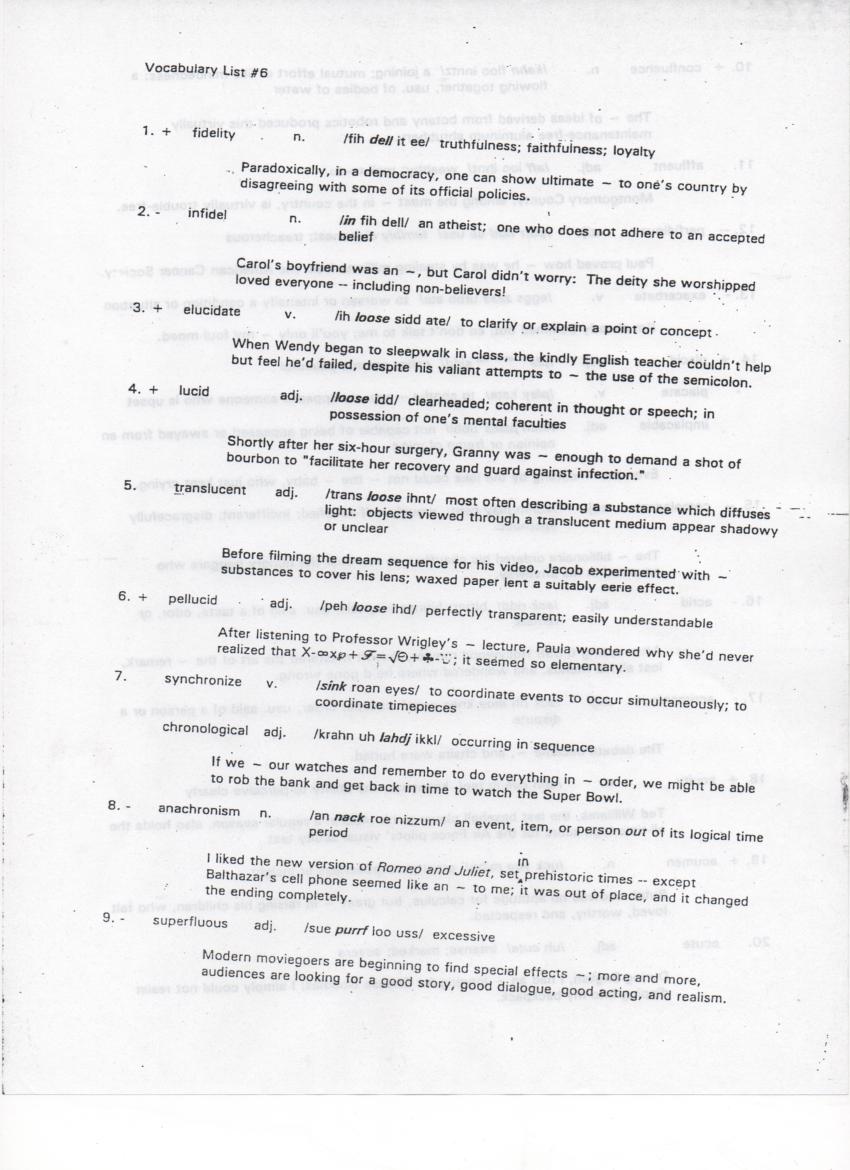 Vocabulary List #6
1. + fidelity n. /fih dell it ee/ truthfulness; faithfulness; loyalty
Paradoxically, in a democracy, one can show ultimate ~ to one's country by
disagreeing with some of its official policies.
2. - infidel n. /in fih dell/ an atheist; one who does not adhere to an accepted
belief
Carol's boyfriend was an ~, but Carol didn't worry: The deity she worshipped
loved everyone -- including non-believers!
3. + elucidate v. /ih loose sidd ate/ to clarify or explain a point or concept
When Wendy began to sleepwalk in class, the kindly English teacher couldn't help
but feel he'd failed, despite his valiant attempts to ~ the use of the semicolon.
4. + lucid adj. /loose idd/ clearheaded; coherent in thought or speech; in
possession of one's mental faculties
Shortly after her six-hour surgery, Granny was ~ enough to demand a shot of
bourbon to "facilitate her recovery and guard against infection."
5. translucent adj. /trans loose ihnt/ most often describing a substance which diffuses
light: objects viewed through a translucent medium appear shadowy
or unclear
Before filming the dream sequence for his video, Jacob experimented with ~
substances to cover his lens; waxed paper lent a suitably eerie effect.
6. + pellucid adj. /peh loose ihd/ perfectly transparent; easily understandable
After listening to Professor Wrigley's ~ lecture, Paula wondered why she'd never
realized that X-∞x℘+ℱ=√Θ+♣-☺; it seemed so elementary.
7. synchronize v. /sink roan eyes/ to coordinate events to occur simultaneously; to
coordinate timepieces
chronological adj. /krahn uh lahdj ikkl/ occurring in sequence
If we ~ our watches and remember to do everything in ~ order, we might be able
to rob the bank and get back in time to watch the Super Bowl.
8. - anachronism n. /an nack roe nizzum/ an event, item, or person out of its logical time
period
I liked the new version of Romeo and Juliet, set in prehistoric times -- except
Balthazar's cell phone seemed like an ~ to me; it was out of place, and it changed
the ending completely.
9. - superfluous adj. /sue purrf loo uss/ excessive
Modern moviegoers are beginning to find special effects ~; more and more,
audiences are looking for a good story, good dialogue, good acting, and realism.